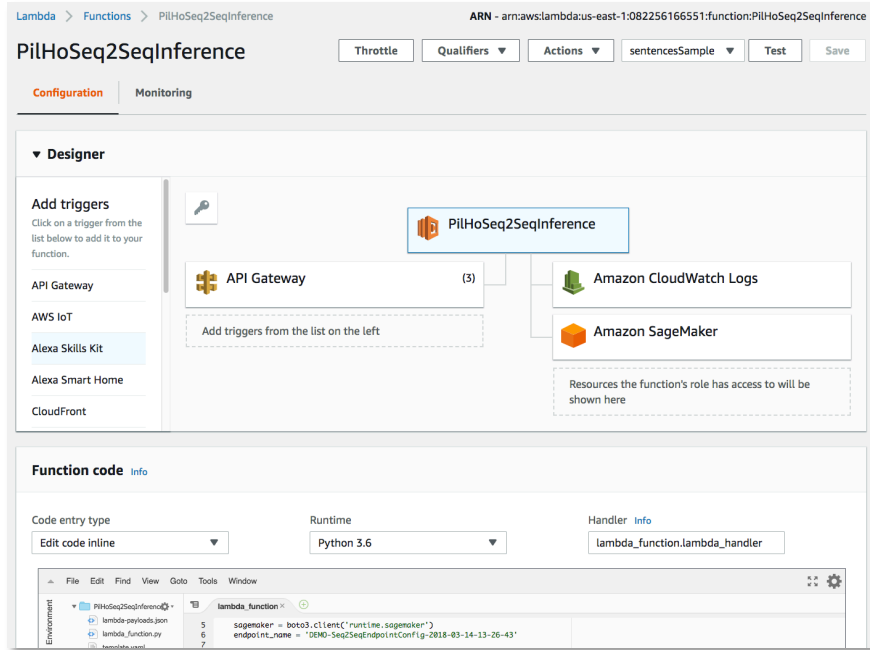 Lambda > Functions > PilHoSeq2SeqInference
ARN - arn:aws:lambda:us-east-1:082256166551:function:PilHoSeq2SeqInference
PilHoSeq2SeqInference
Throttle
Qualifiers
Actions
sentencesSample
Test
Save
Configuration
Monitoring
Designer
Add triggers
Click on a trigger from the
list below to add it to your
function.
API Gateway
AWS IoT
Alexa Skills Kit
Alexa Smart Home
CloudFront
PilHoSeq2SeqInference
API Gateway (3)
Add triggers from the list on the left
Amazon CloudWatch Logs
Amazon SageMaker
Resources the function's role has access to will be
shown here
Function code Info
Code entry type
Edit code inline
Runtime
Python 3.6
Handler Info
lambda_function.lambda_handler
File Edit Find View Goto Tools Window
Environment
PilHoSeq2SeqInferenc
lambda-payloads.json
lambda_function.py
template.yaml
lambda_function ×
5 sagemaker = boto3.client('runtime.sagemaker')
6 endpoint_name = 'DEMO-Seq2SeqEndpointConfig-2018-03-14-13-26-43'
7